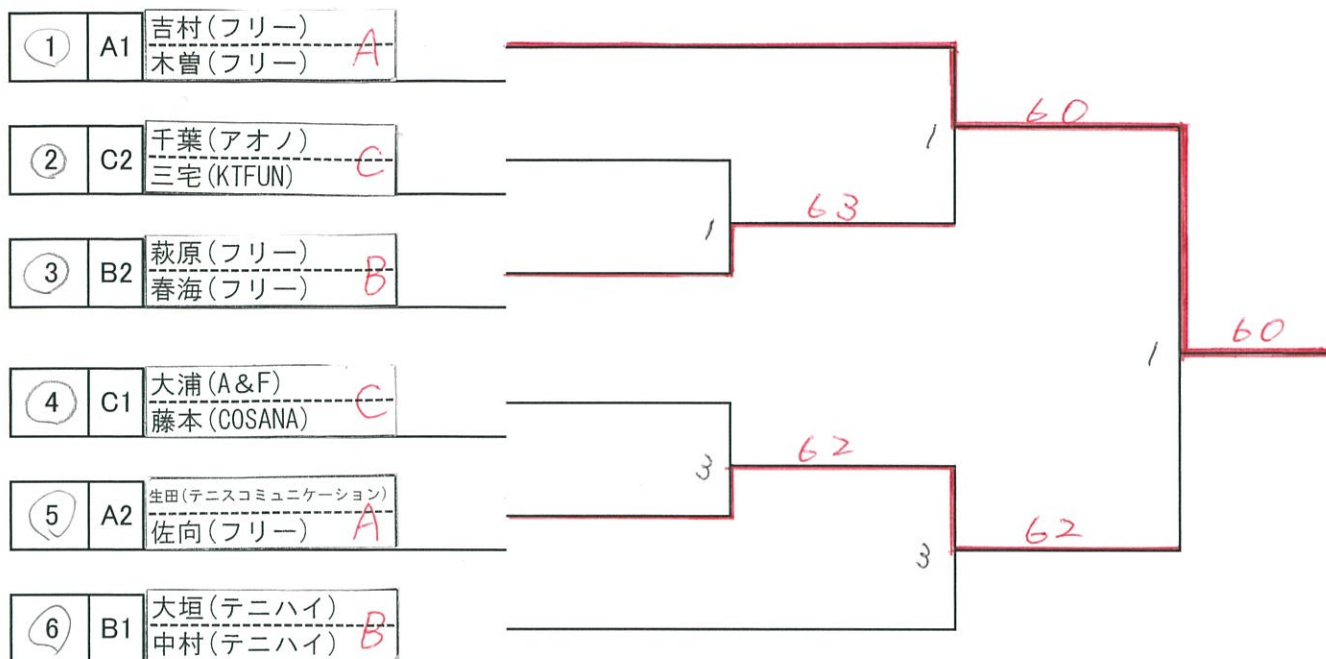 1 A1 吉村(フリー) A
木曽(フリー)
60
1
2 C2 千葉(アオノ) C
三宅(KTFUN)
63
1
3 B2 萩原(フリー) B
春海(フリー)
60
1
4 C1 大浦(A&F) C
藤本(COSANA)
62
3
5 A2 生田(テニスコミュニケーション) A
佐向(フリー)
62
3
6 B1 大垣(テニハイ) B
中村(テニハイ)